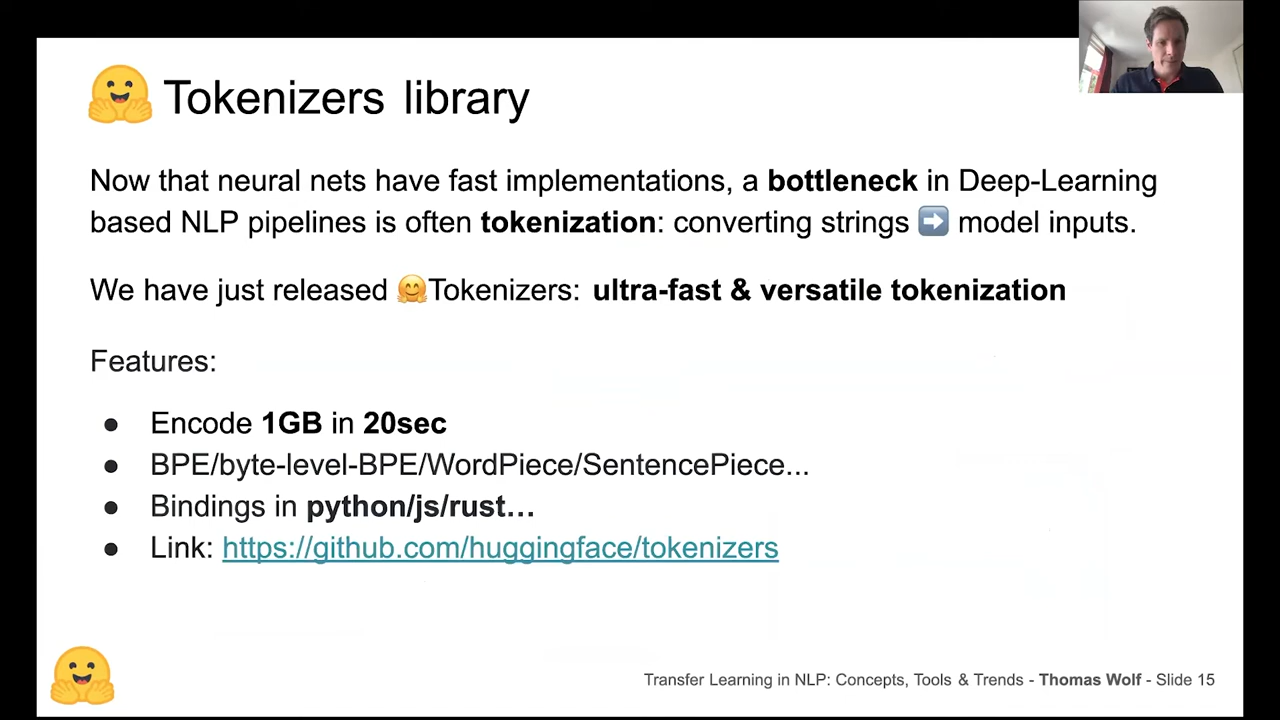 🤗 Tokenizers library
Now that neural nets have fast implementations, a bottleneck in Deep-Learning
based NLP pipelines is often tokenization: converting strings ➡️ model inputs.
We have just released 🤗Tokenizers: ultra-fast & versatile tokenization
Features:
● Encode 1GB in 20sec
● BPE/byte-level-BPE/WordPiece/SentencePiece...
● Bindings in python/js/rust…
● Link: https://github.com/huggingface/tokenizers
Transfer Learning in NLP: Concepts, Tools & Trends - Thomas Wolf - Slide 15